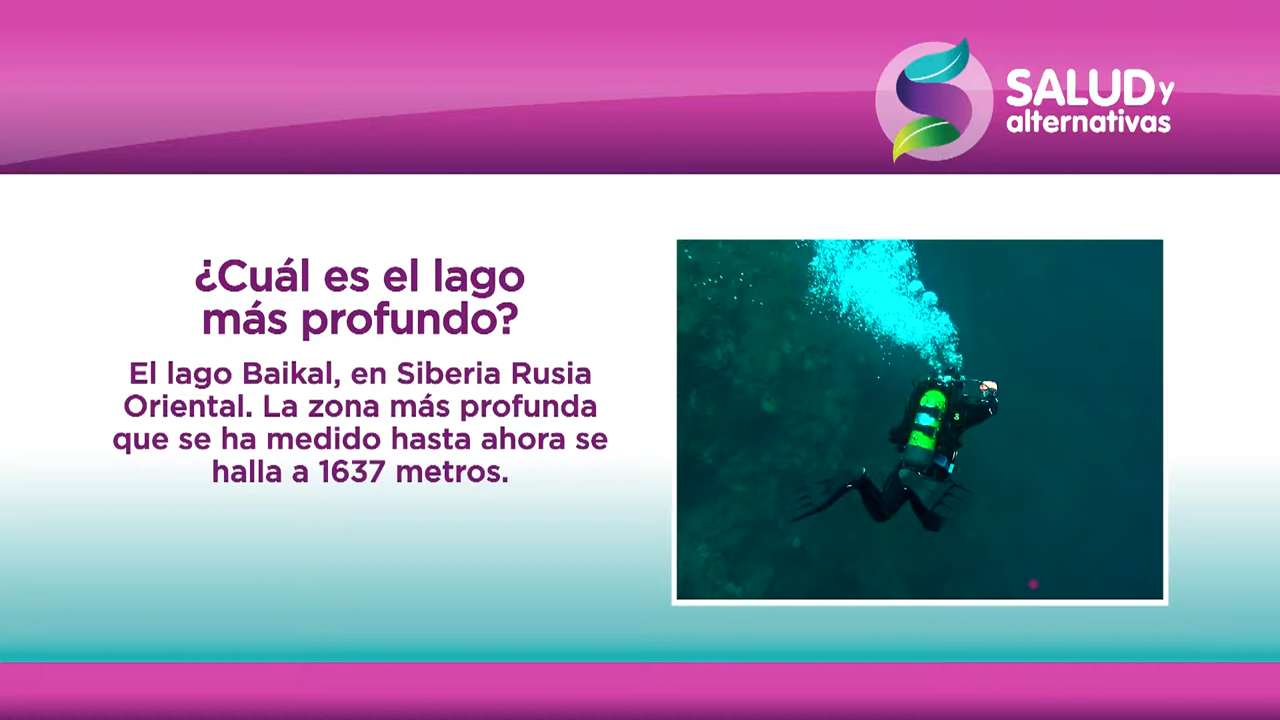 SALUD y
alternativas
¿Cuál es el lago
más profundo?
El lago Baikal, en Siberia Rusia
Oriental. La zona más profunda
que se ha medido hasta ahora se
halla a 1637 metros.